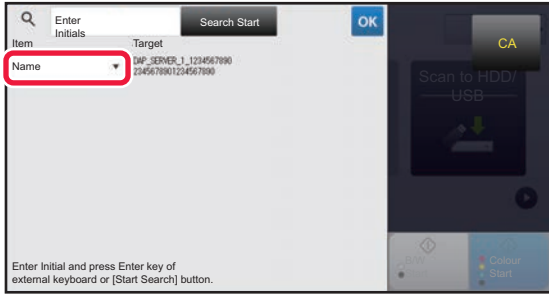 Enter
Initials
Search Start
OK
CA
Item
Target
Name
DAP_SERVER_1_1234567890
2345678901234567890
Scan to HDD/
USB
B/W
Colour
Start
Enter Initial and press Enter key of
external keyboard or [Start Search] button.